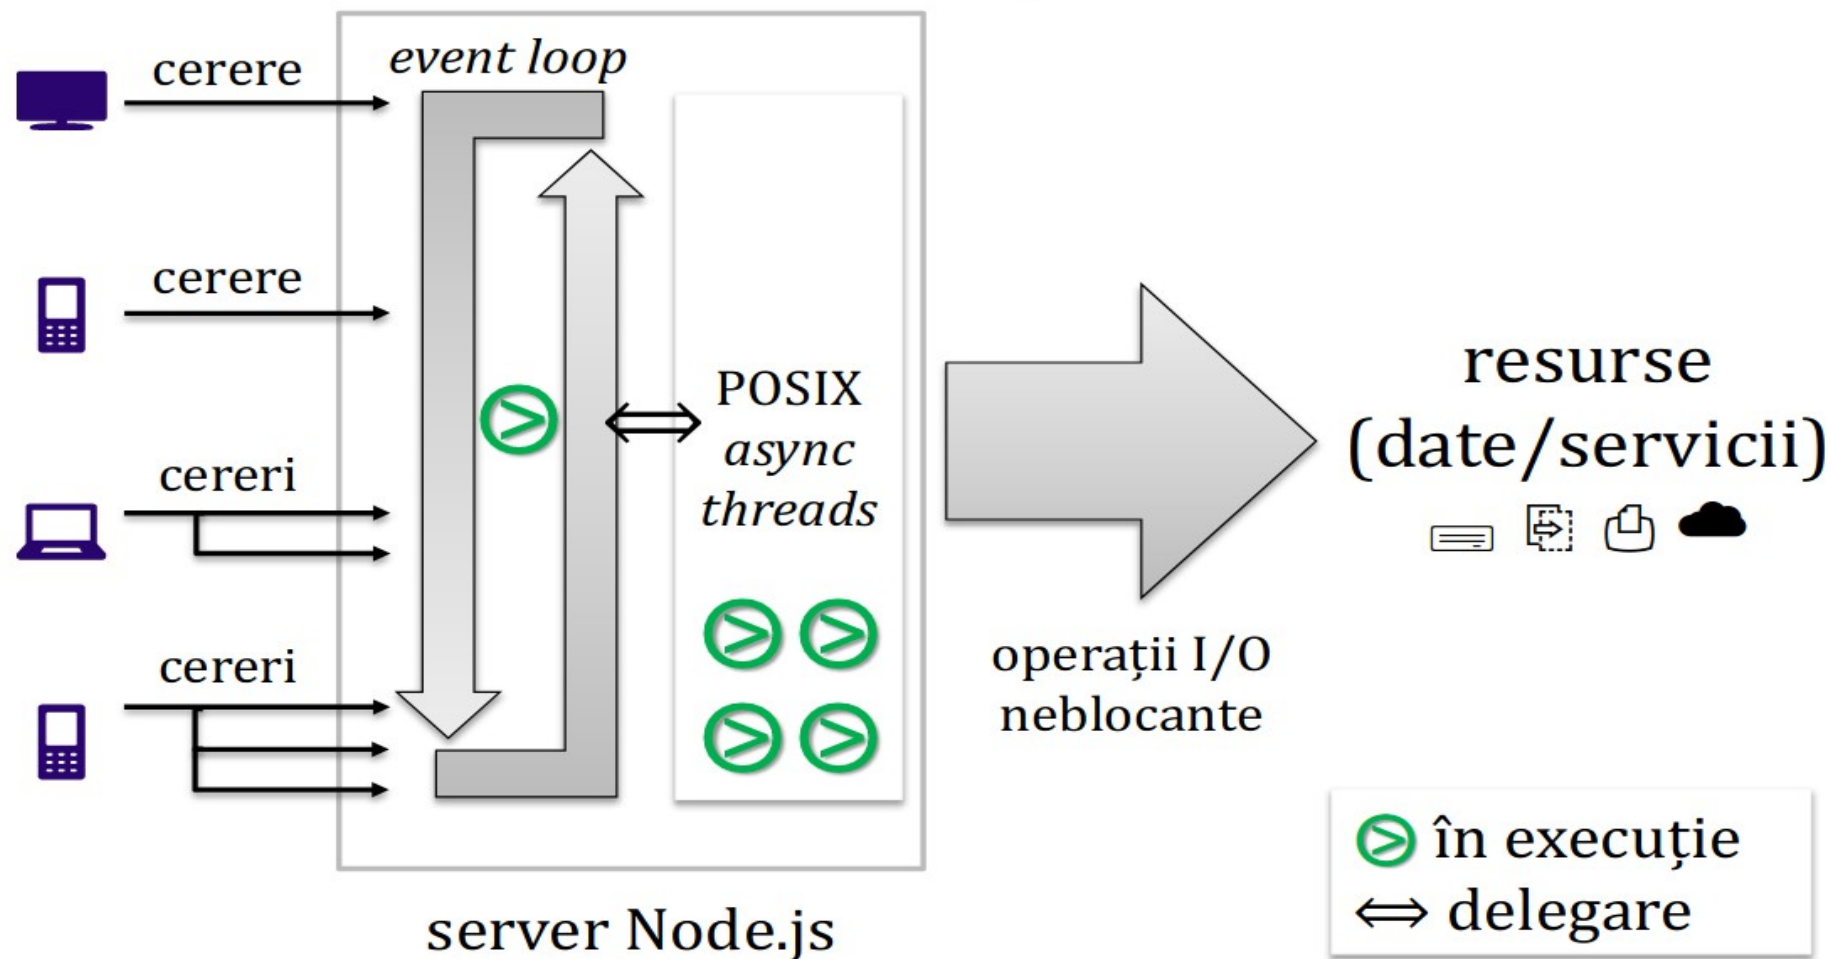 event loop
cerere
cerere
cereri
cereri
POSIX
async
threads
operații I/O
neblocante
resurse
(date/servicii)
în execuție
⟺ delegare
server Node.js